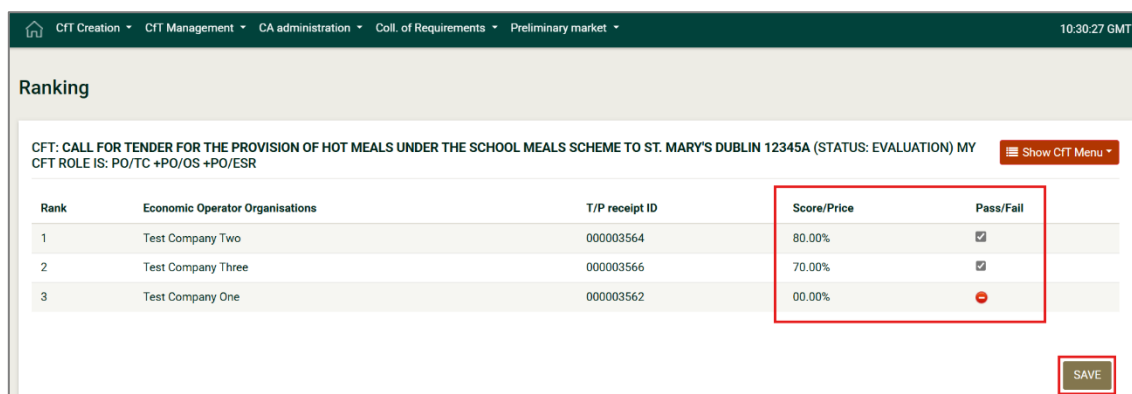 CfT Creation CfT Management CA administration Coll. of Requirements Preliminary market 10:30:27 GMT
Ranking
CFT: CALL FOR TENDER FOR THE PROVISION OF HOT MEALS UNDER THE SCHOOL MEALS SCHEME TO ST. MARY'S DUBLIN 12345A (STATUS: EVALUATION) MY
CFT ROLE IS: PO/TC +PO/OS +PO/ESR
Show CfT Menu
Rank Economic Operator Organisations T/P receipt ID Score/Price Pass/Fail
1 Test Company Two 000003564 80.00%
2 Test Company Three 000003566 70.00%
3 Test Company One 000003562 00.00%
SAVE